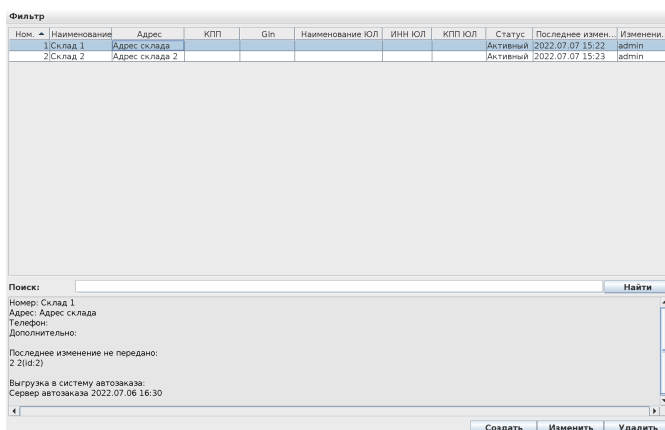 Фильтр
Ном. Наименование Адрес КПП Gln Наименование ЮЛ ИНН ЮЛ КПП ЮЛ Статус Последнее измен... Изменени.
1 Склад 1 Адрес склада Активный 2022.07.07 15:22 admin
2 Склад 2 Адрес склада 2 Активный 2022.07.07 15:23 admin
Поиск: Найти
Номер: Склад 1
Адрес: Адрес склада
Телефон:
Дополнительно:
Последнее изменение не передано:
2 2(id:2)
Выгрузка в систему автозаказа:
Сервер автозаказа 2022.07.06 16:30
Создать Изменить Удалить